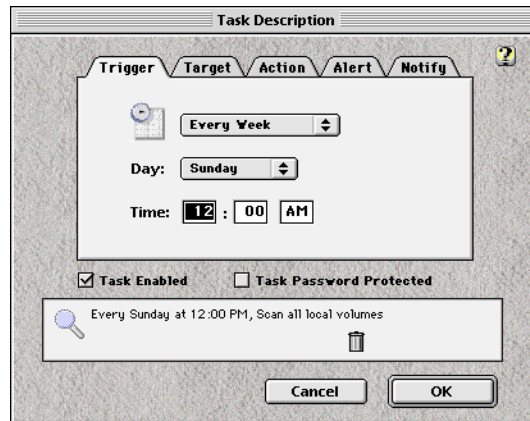 Task Description
Trigger Target Action Alert Notify
Every Week
Day: Sunday
Time: 12 : 00 AM
Task Enabled Task Password Protected
Every Sunday at 12:00 PM, Scan all local volumes
Cancel OK